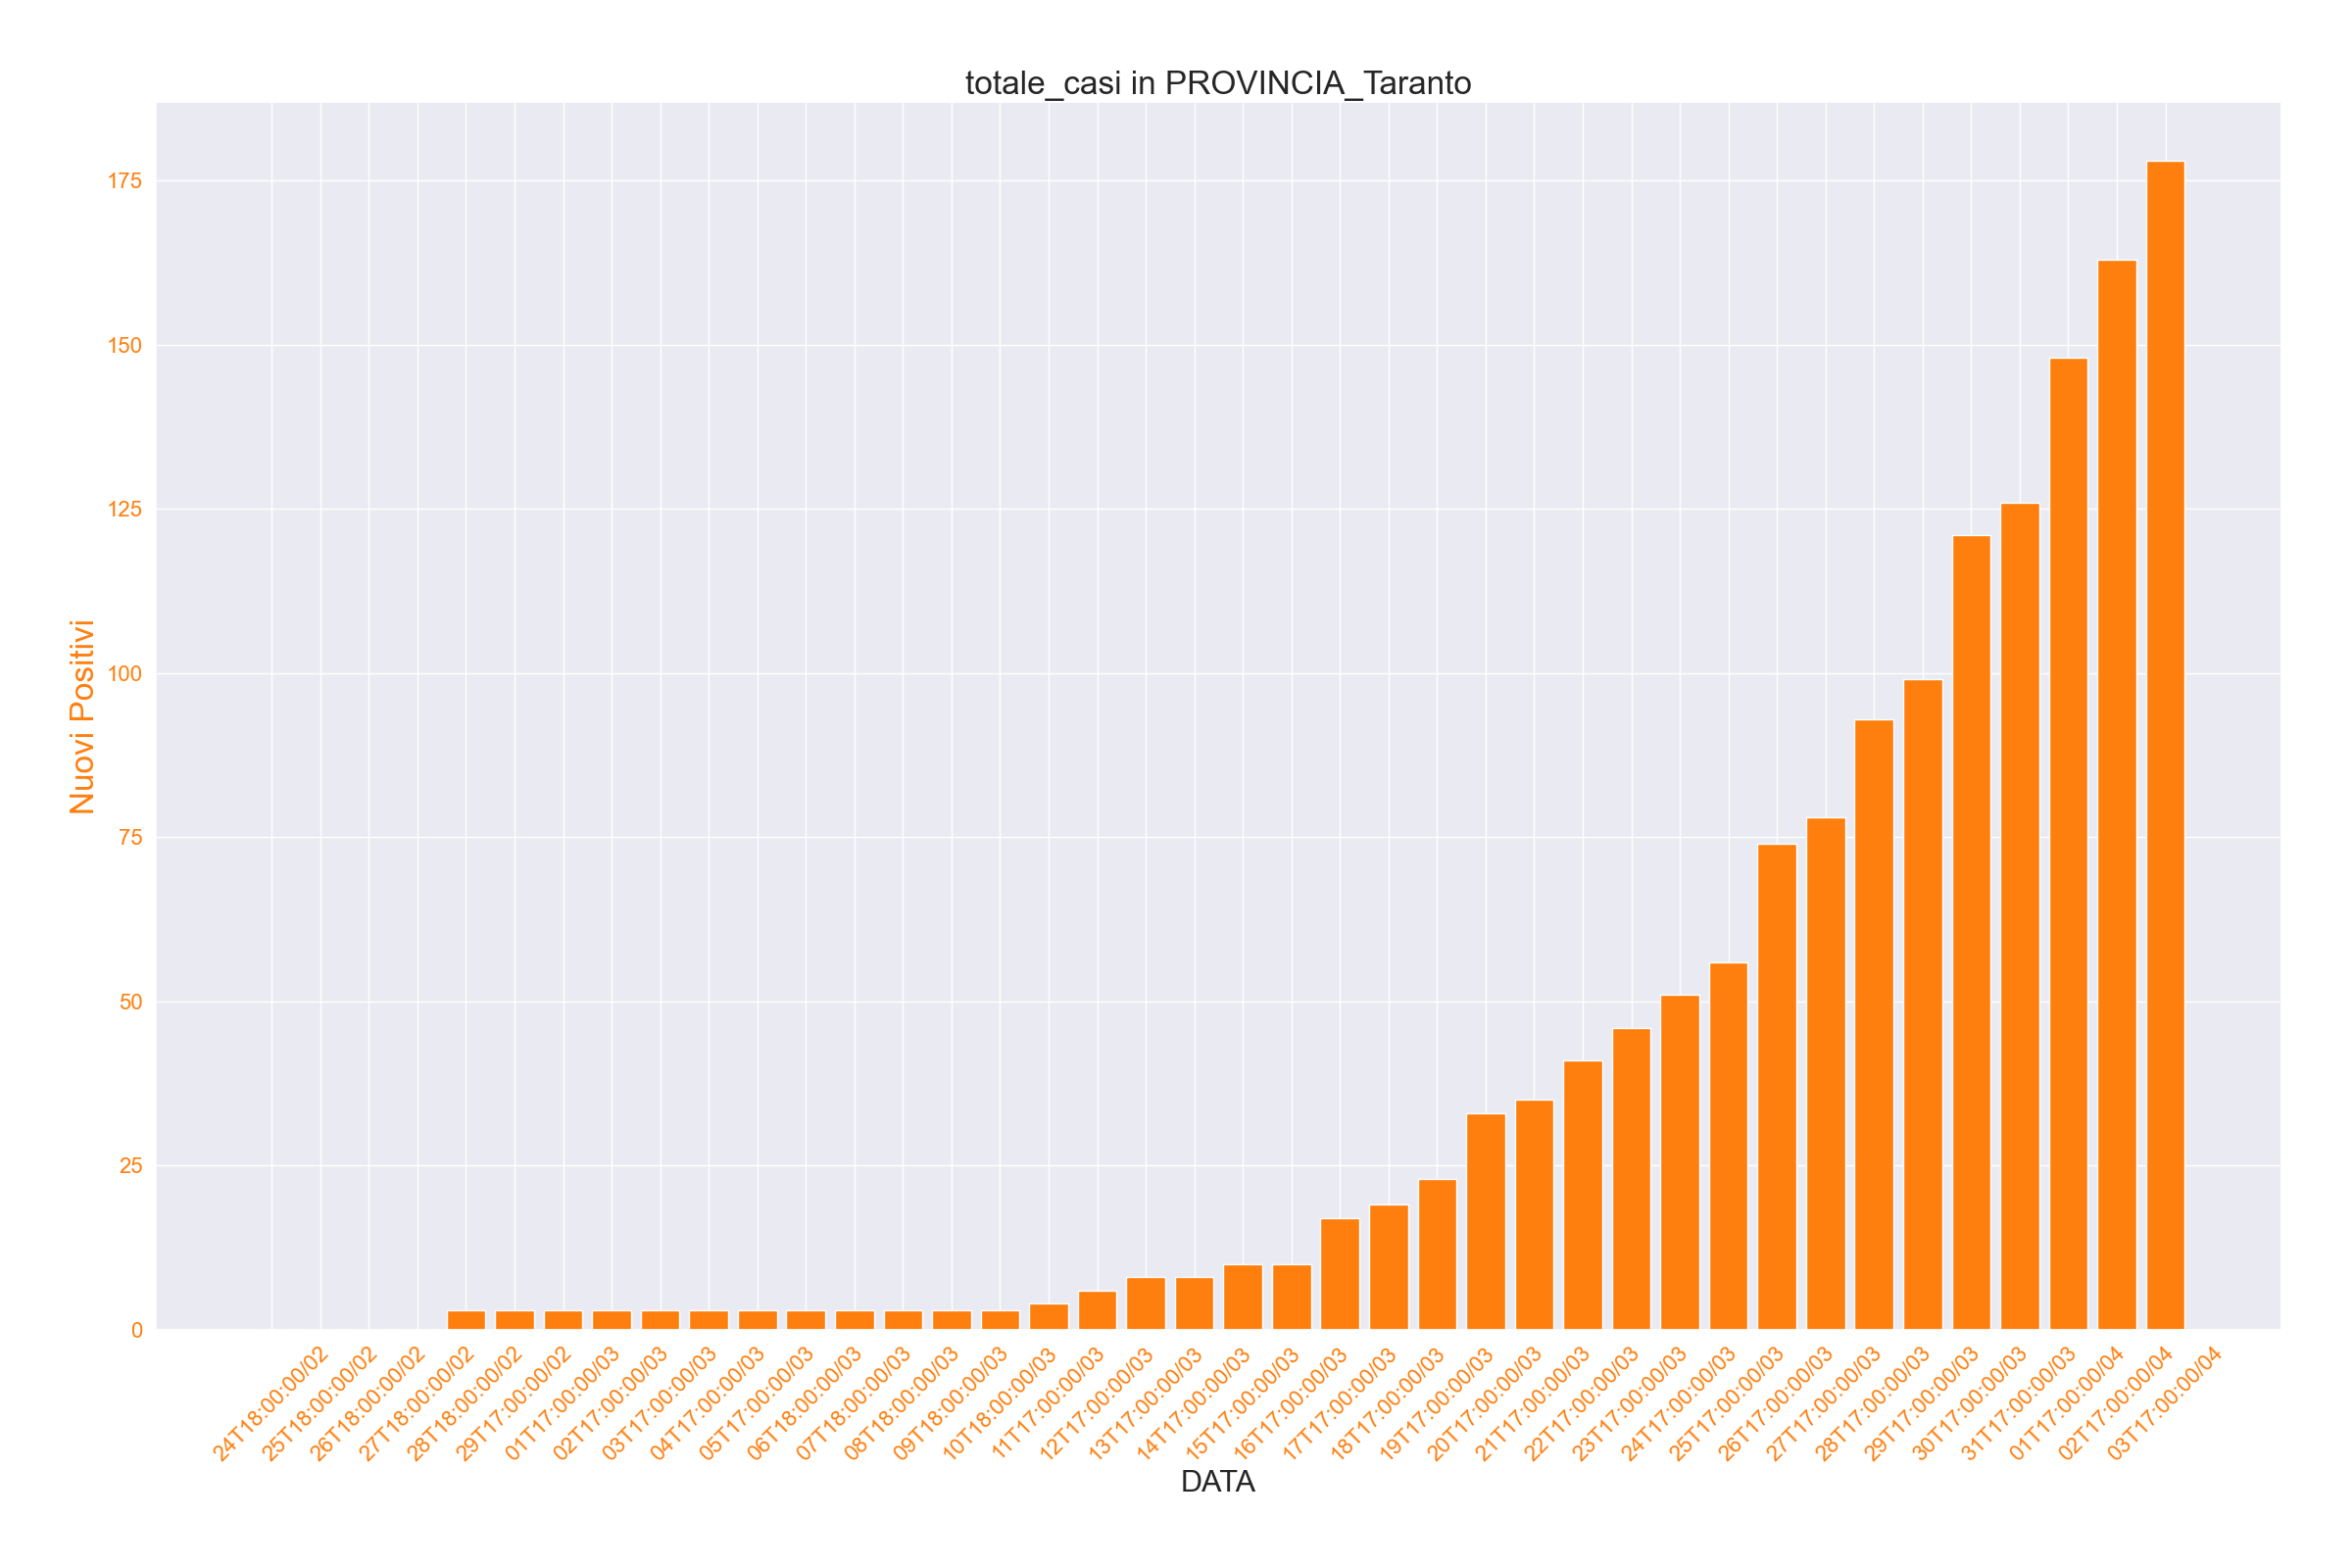 totale_casi in PROVINCIA_Taranto
Nuovi Positivi
175
150
125
100
75
50
25
0
24T18:00:00/02
25T18:00:00/02
26T18:00:00/02
27T18:00:00/02
28T18:00:00/02
29T17:00:00/02
01T17:00:00/03
02T17:00:00/03
03T17:00:00/03
04T17:00:00/03
05T17:00:00/03
06T18:00:00/03
07T18:00:00/03
08T18:00:00/03
09T18:00:00/03
10T18:00:00/03
11T17:00:00/03
12T17:00:00/03
13T17:00:00/03
14T17:00:00/03
15T17:00:00/03
16T17:00:00/03
17T17:00:00/03
18T17:00:00/03
19T17:00:00/03
20T17:00:00/03
21T17:00:00/03
22T17:00:00/03
23T17:00:00/03
24T17:00:00/03
25T17:00:00/03
26T17:00:00/03
27T17:00:00/03
28T17:00:00/03
29T17:00:00/03
30T17:00:00/03
31T17:00:00/03
01T17:00:00/04
02T17:00:00/04
03T17:00:00/04
DATA